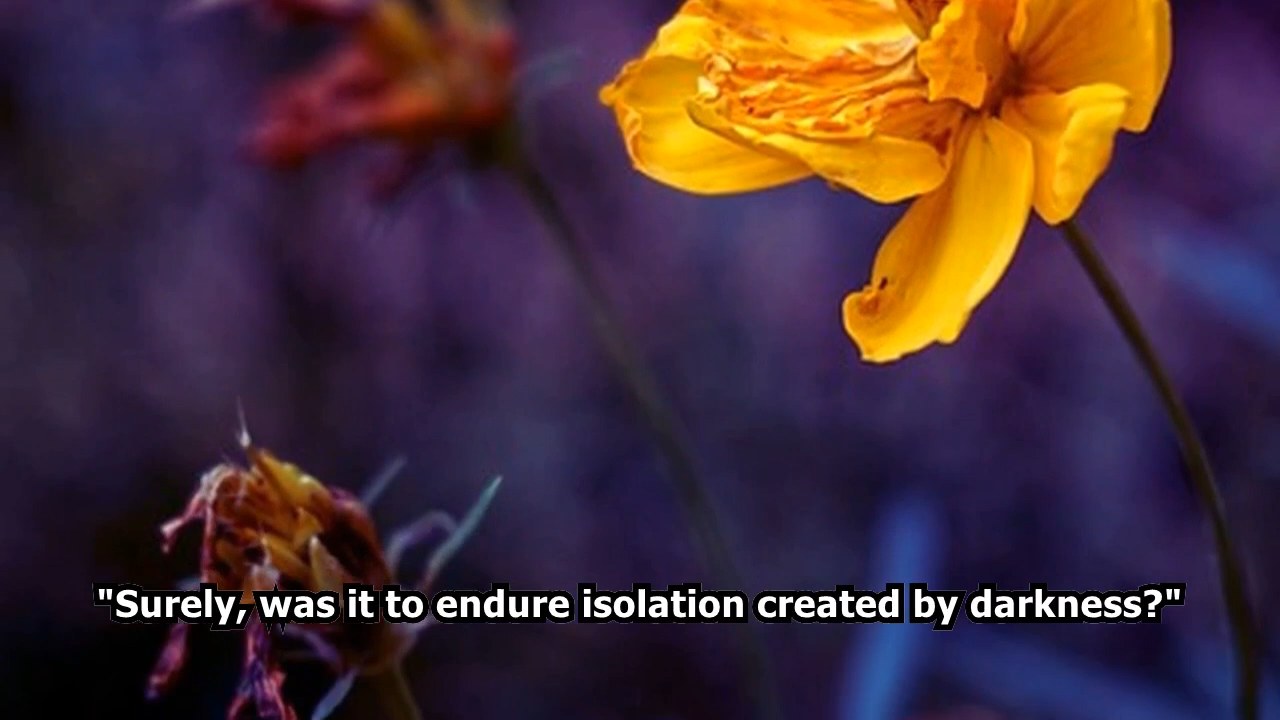 "Surely, was it to endure isolation created by darkness?"